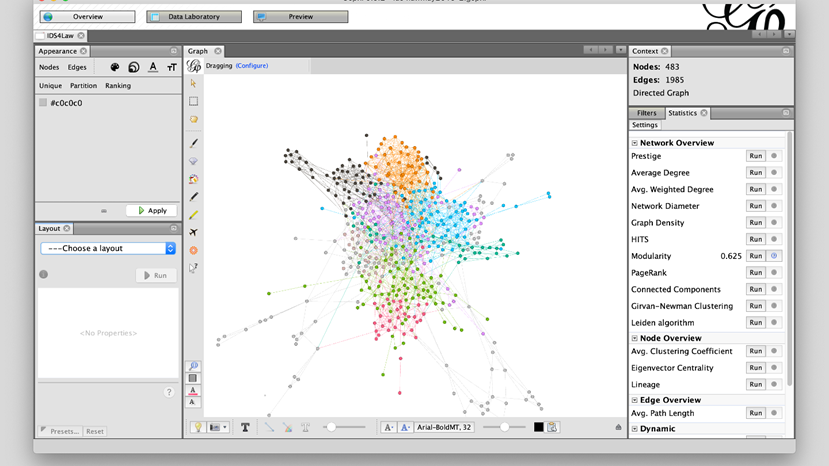 Overview
Data Laboratory
Preview
IDS4Law
Appearance
Nodes Edges
Unique Partition Ranking
#c0c0c0
Apply
Layout
---Choose a layout
Run
<No Properties>
?
Presets... Reset
Graph
Dragging (Configure)
T
A- A- Arial-BoldMT, 32
Context
Nodes: 483
Edges: 1985
Directed Graph
Filters Statistics
Settings
Network Overview
Prestige Run
Average Degree Run
Avg. Weighted Degree Run
Network Diameter Run
Graph Density Run
HITS Run
Modularity 0.625 Run
PageRank Run
Connected Components Run
Girvan-Newman Clustering Run
Leiden algorithm Run
Node Overview
Avg. Clustering Coefficient Run
Eigenvector Centrality Run
Lineage Run
Edge Overview
Avg. Path Length Run
Dynamic